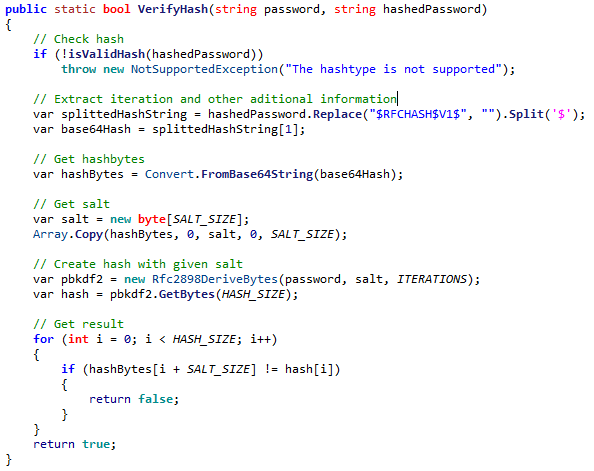 public static bool VerifyHash(string password, string hashedPassword)
{
    // Check hash
    if (!isValidHash(hashedPassword))
        throw new NotSupportedException("The hashtype is not supported");

    // Extract iteration and other aditional information
    var splittedHashString = hashedPassword.Replace("$RFCHASH$V1$", "").Split('$');
    var base64Hash = splittedHashString[1];

    // Get hashbytes
    var hashBytes = Convert.FromBase64String(base64Hash);

    // Get salt
    var salt = new byte[SALT_SIZE];
    Array.Copy(hashBytes, 0, salt, 0, SALT_SIZE);

    // Create hash with given salt
    var pbkdf2 = new Rfc2898DeriveBytes(password, salt, ITERATIONS);
    var hash = pbkdf2.GetBytes(HASH_SIZE);

    // Get result
    for (int i = 0; i < HASH_SIZE; i++)
    {
        if (hashBytes[i + SALT_SIZE] != hash[i])
        {
            return false;
        }
    }
    return true;
}